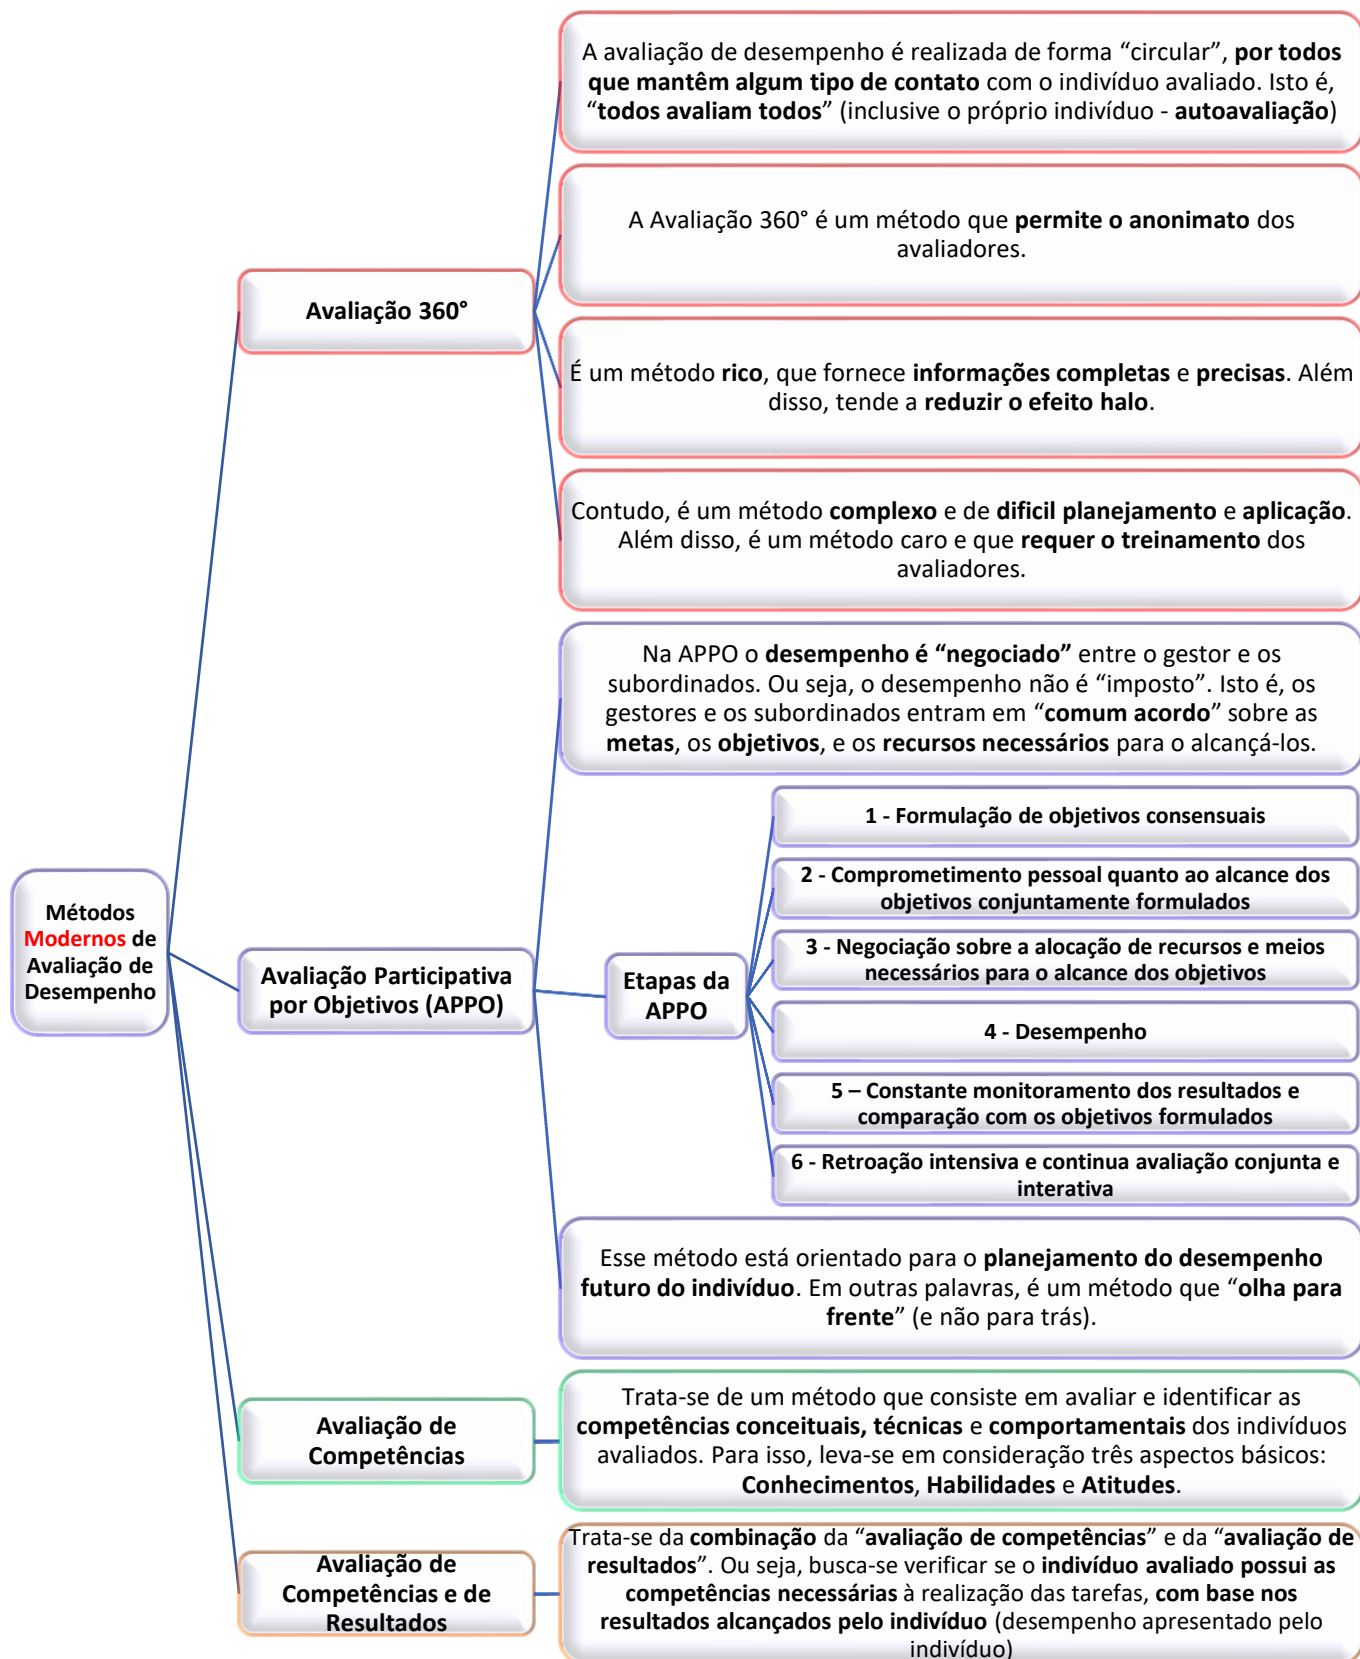 Métodos
Modernos de
Avaliação de
Desempenho
Avaliação 360°
A avaliação de desempenho é realizada de forma “circular”, por todos
que mantêm algum tipo de contato com o indivíduo avaliado. Isto é,
“todos avaliam todos” (inclusive o próprio indivíduo - autoavaliação)
A Avaliação 360° é um método que permite o anonimato dos
avaliadores.
É um método rico, que fornece informações completas e precisas. Além
disso, tende a reduzir o efeito halo.
Contudo, é um método complexo e de dificil planejamento e aplicação.
Além disso, é um método caro e que requer o treinamento dos
avaliadores.
Avaliação Participativa
por Objetivos (APPO)
Na APPO o desempenho é “negociado” entre o gestor e os
subordinados. Ou seja, o desempenho não é “imposto”. Isto é, os
gestores e os subordinados entram em “comum acordo” sobre as
metas, os objetivos, e os recursos necessários para o alcançá-los.
Etapas da
APPO
1 - Formulação de objetivos consensuais
2 - Comprometimento pessoal quanto ao alcance dos
objetivos conjuntamente formulados
3 - Negociação sobre a alocação de recursos e meios
necessários para o alcance dos objetivos
4 - Desempenho
5 – Constante monitoramento dos resultados e
comparação com os objetivos formulados
6 - Retroação intensiva e continua avaliação conjunta e
interativa
Esse método está orientado para o planejamento do desempenho
futuro do indivíduo. Em outras palavras, é um método que “olha para
frente” (e não para trás).
Avaliação de
Competências
Trata-se de um método que consiste em avaliar e identificar as
competências conceituais, técnicas e comportamentais dos indivíduos
avaliados. Para isso, leva-se em consideração três aspectos básicos:
Conhecimentos, Habilidades e Atitudes.
Avaliação de
Competências e de
Resultados
Trata-se da combinação da “avaliação de competências” e da “avaliação de
resultados”. Ou seja, busca-se verificar se o indivíduo avaliado possui as
competências necessárias à realização das tarefas, com base nos
resultados alcançados pelo indivíduo (desempenho apresentado pelo
indivíduo)